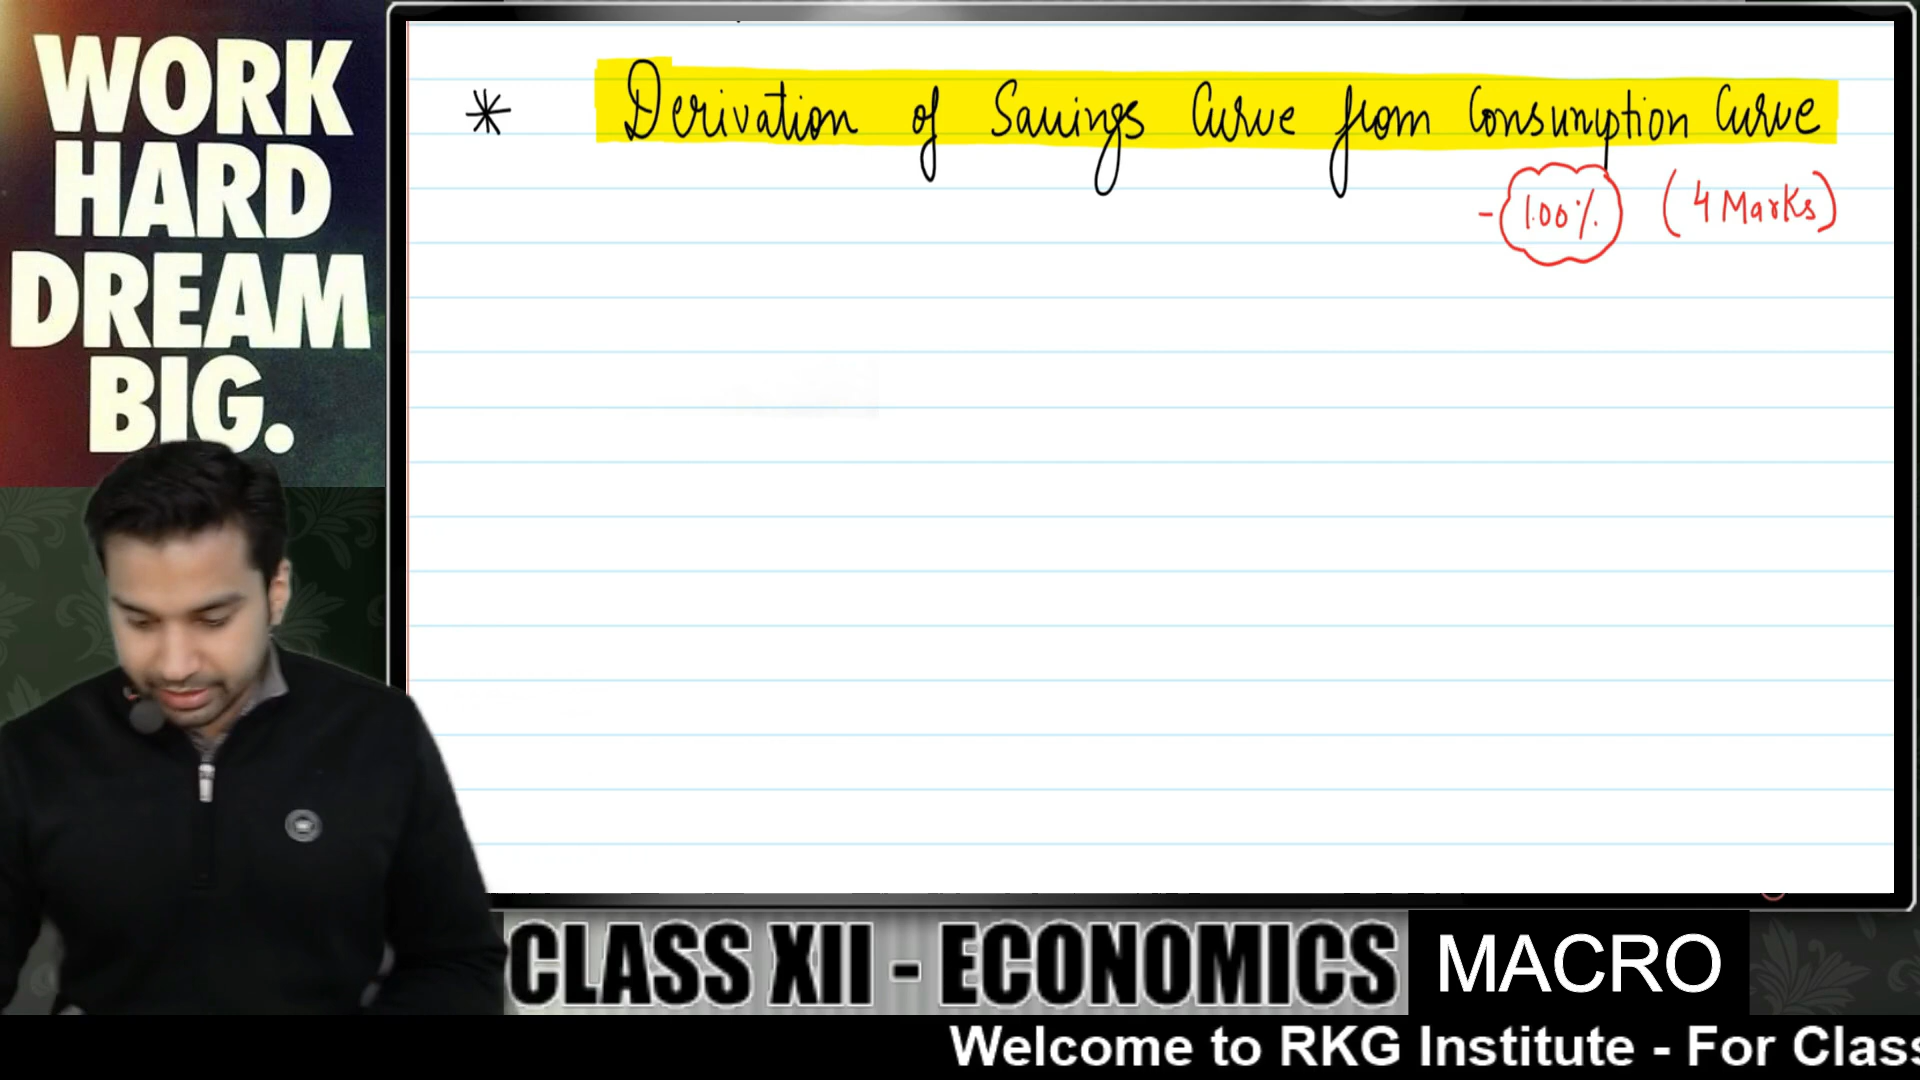 WORK
HARD
DREAM
BIG.
* Derivation of Savings Curve from Consumption Curve
- 100% (4 Marks)
CLASS XII - ECONOMICS
MACRO
Welcome to RKG Institute - For Class